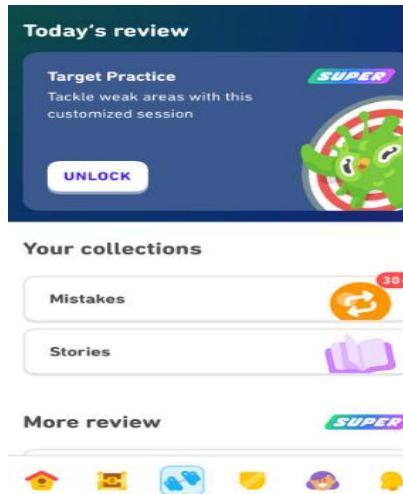 Today's review
Target Practice
SUPER
Tackle weak areas with this
customized session
UNLOCK
Your collections
30
Mistakes
Stories
More review
SUPER